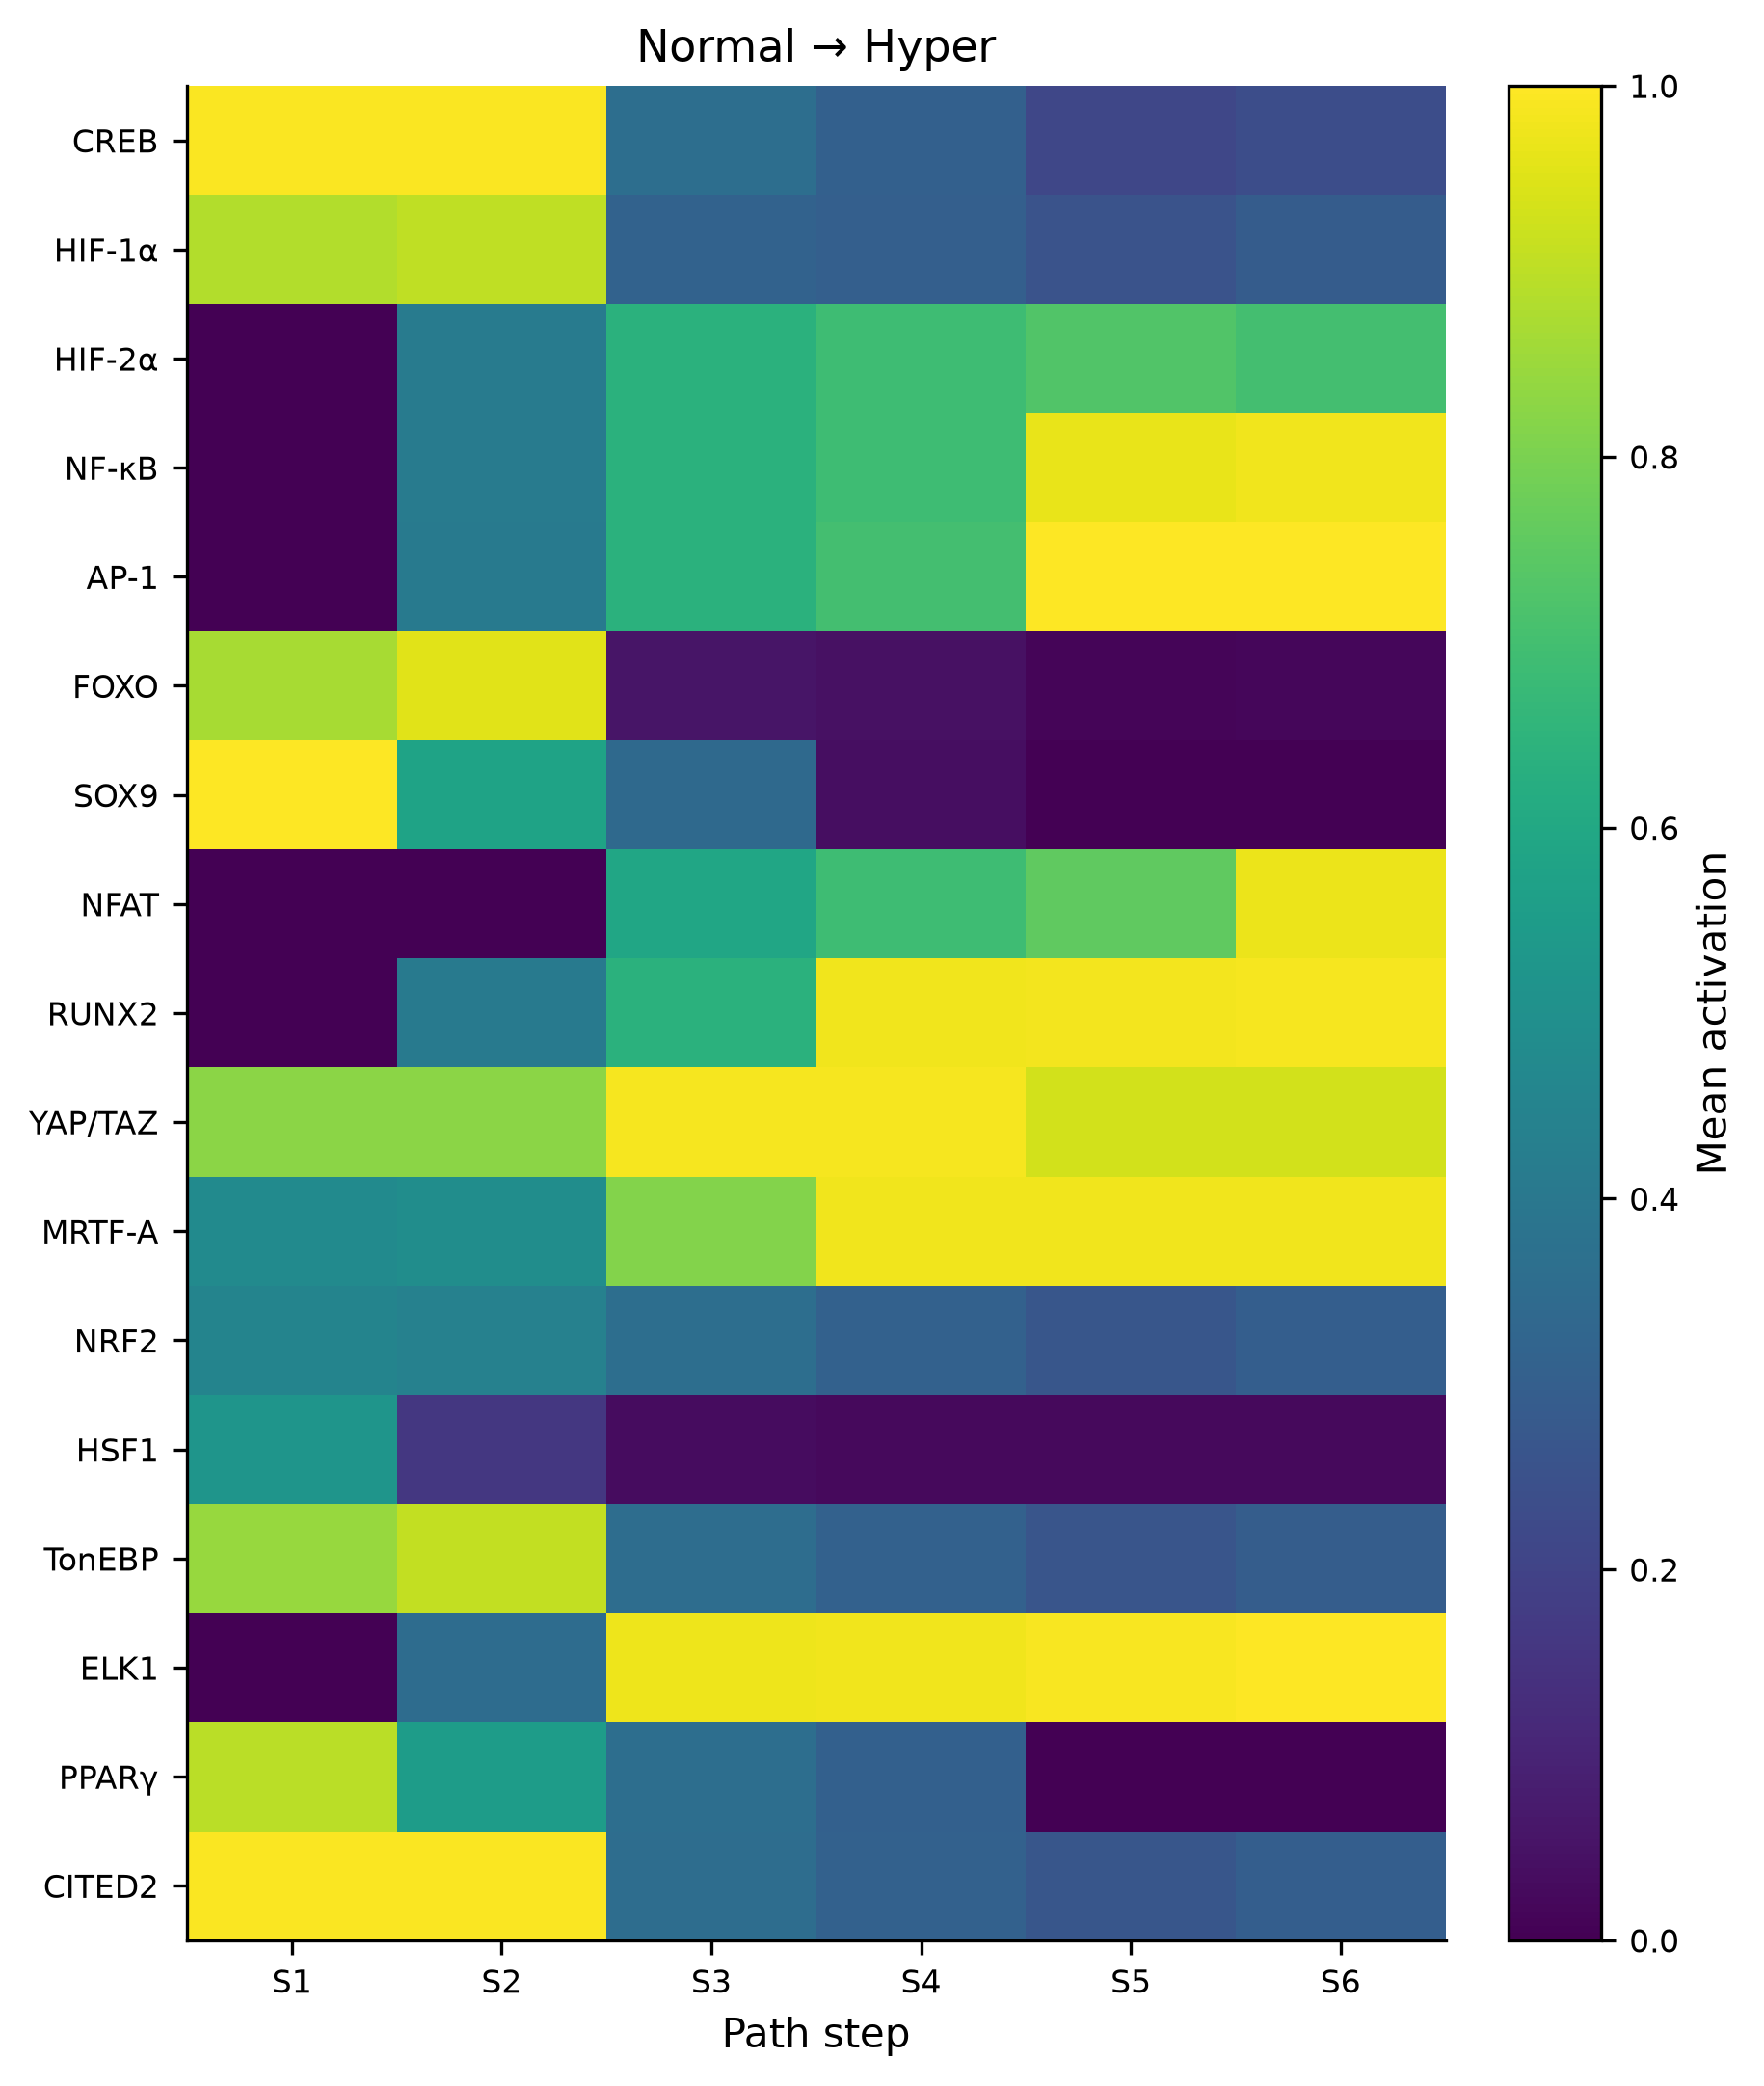 Normal → Hyper
CREB
HIF-1α
HIF-2α
NF-κB
AP-1
FOXO
SOX9
NFAT
RUNX2
YAP/TAZ
MRTF-A
NRF2
HSF1
TonEBP
ELK1
PPARγ
CITED2
S1 S2 S3 S4 S5 S6
Path step
1.0
0.8
0.6
0.4
0.2
0.0
Mean activation